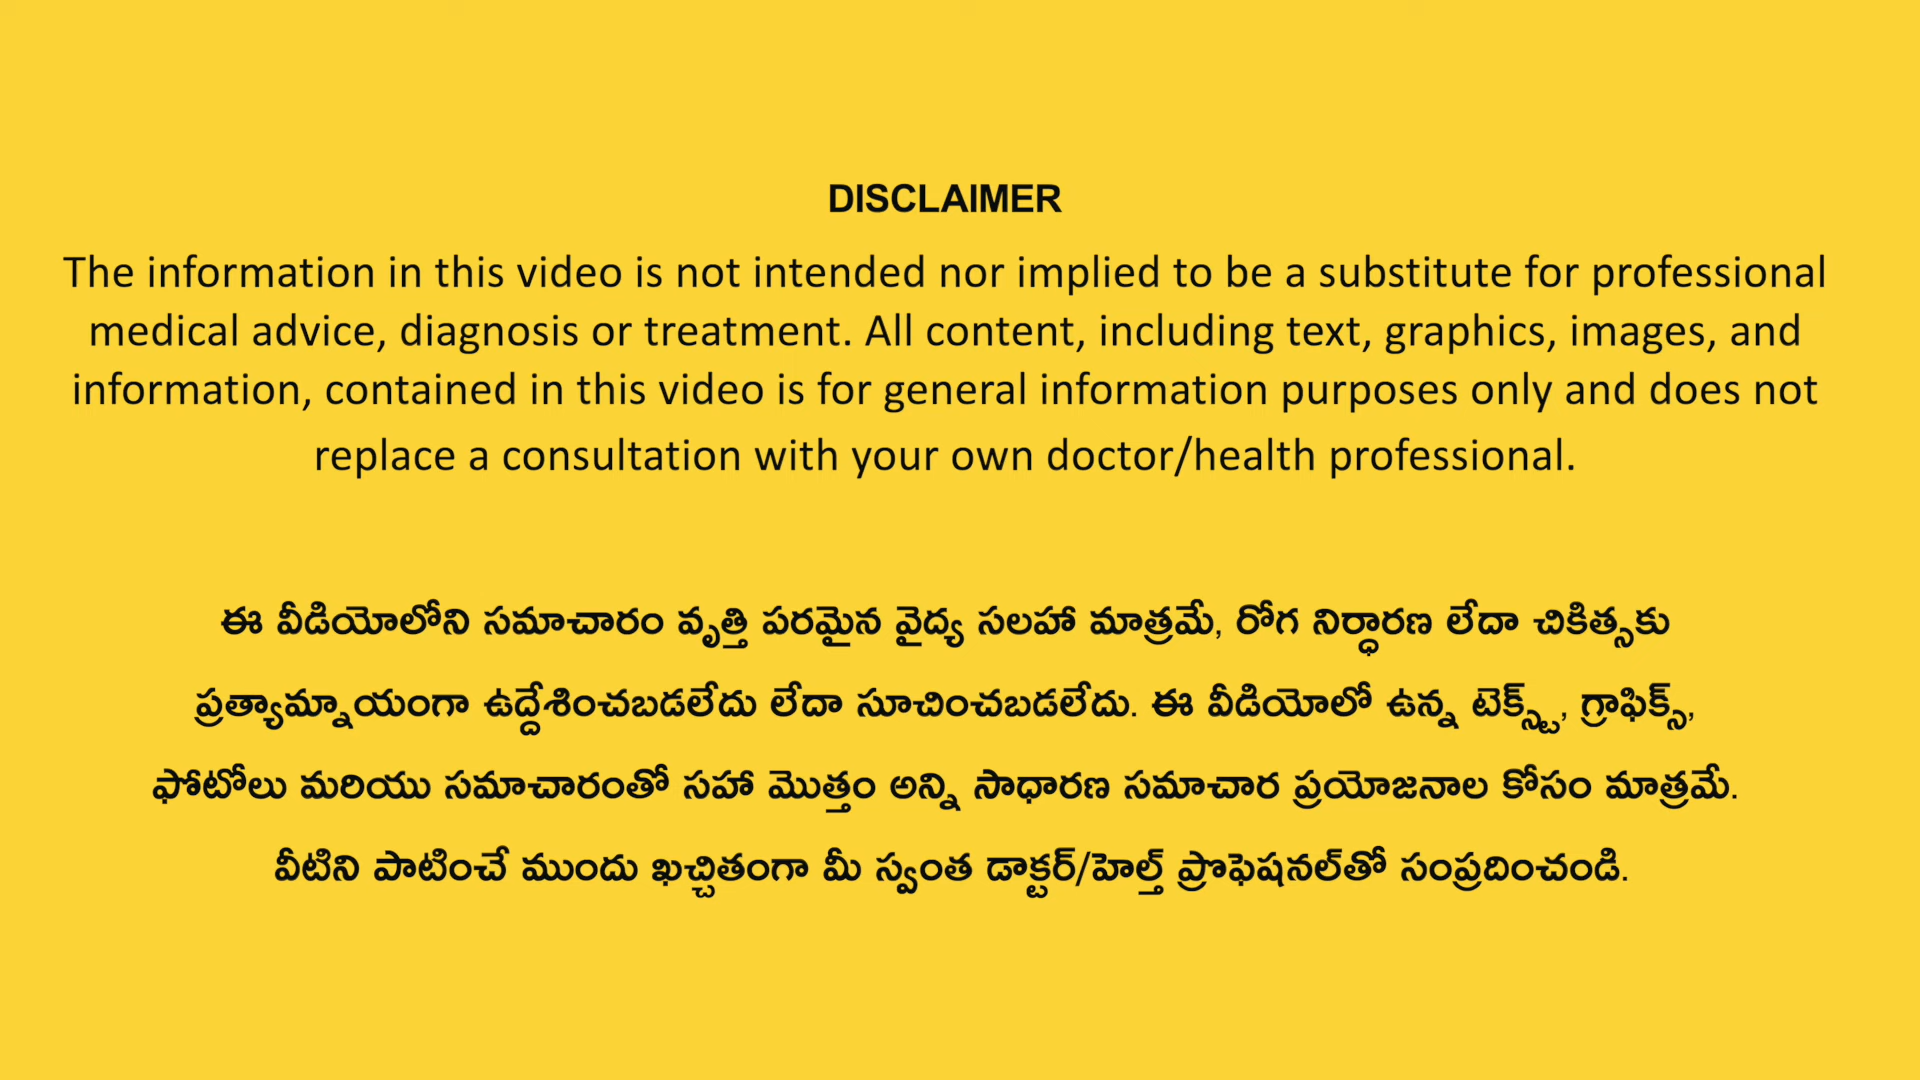 DISCLAIMER
The information in this video is not intended nor implied to be a substitute for professional
medical advice, diagnosis or treatment. All content, including text, graphics, images, and
information, contained in this video is for general information purposes only and does not
replace a consultation with your own doctor/health professional.
ఈ వీడియోలోని సమాచారం వృత్తి పరమైన వైద్య సలహా మాత్రమే, రోగ నిర్ధారణ లేదా చికిత్సకు
ప్రత్యామ్నాయంగా ఉద్దేశించబడలేదు లేదా సూచించబడలేదు. ఈ వీడియోలో ఉన్న టెక్స్ట్, గ్రాఫిక్స్,
ఫోటోలు మరియు సమాచారంతో సహా మొత్తం అన్ని సాధారణ సమాచార ప్రయోజనాల కోసం మాత్రమే.
వీటిని పాటించే ముందు ఖచ్చితంగా మీ స్వంత డాక్టర్/హెల్త్ ప్రొఫెషనల్‌తో సంప్రదించండి.